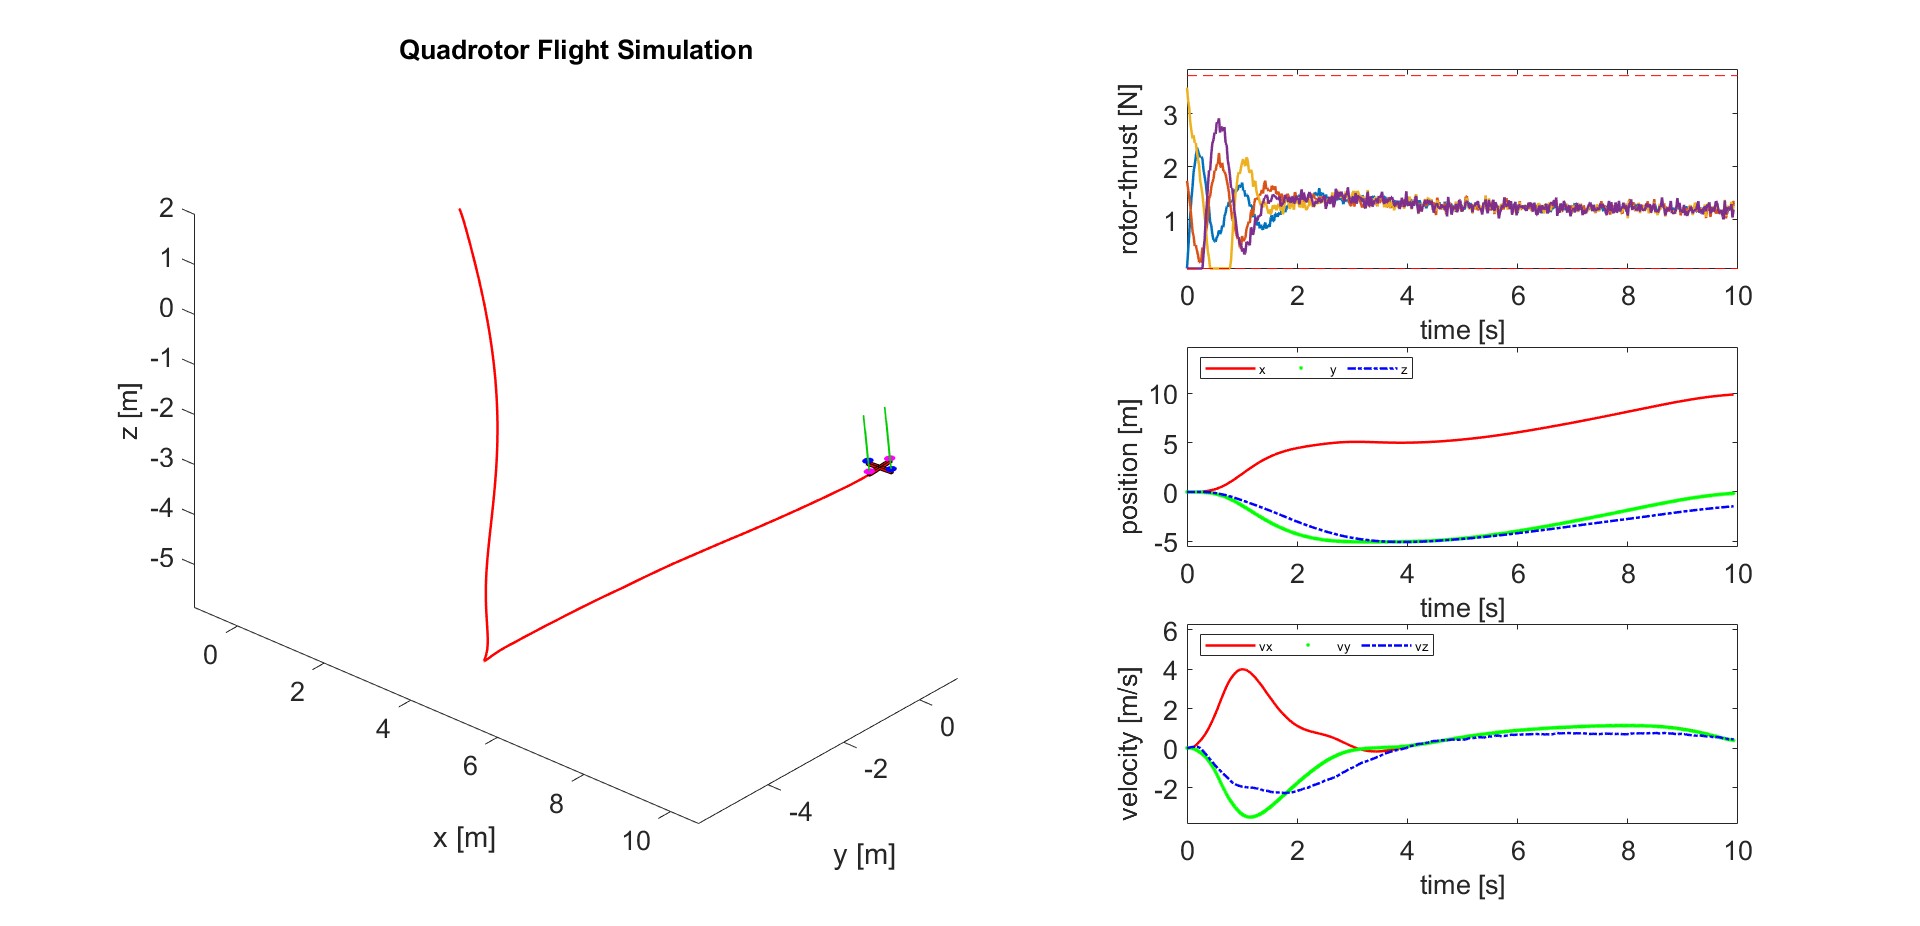 Quadrotor Flight Simulation
2
1
0
-1
-2
-3
-4
-5
z [m]
0
2
4
6
8
10
x [m]
0
-2
-4
y [m]
3
2
1
rotor-thrust [N]
0 2 4 6 8 10
time [s]
x y z
10
5
0
-5
position [m]
0 2 4 6 8 10
time [s]
vx vy vz
6
4
2
0
-2
velocity [m/s]
0 2 4 6 8 10
time [s]